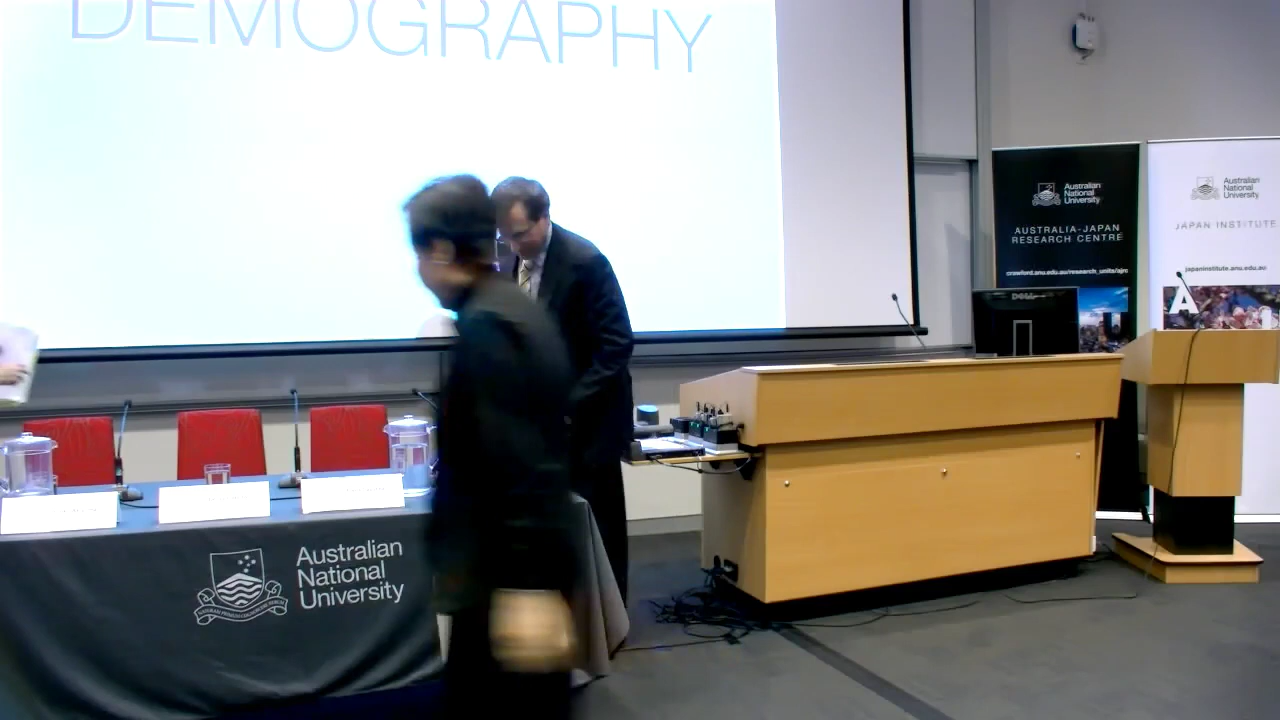 DEMOGRAPHY
Australian
National
University
AUSTRALIA-JAPAN
RESEARCH CENTRE
crawford.anu.edu.au/research_units/ajrc
Australian
National
University
JAPAN INSTITUTE
japaninstitute.anu.edu.au
A
U
DELL
Australian
National
University